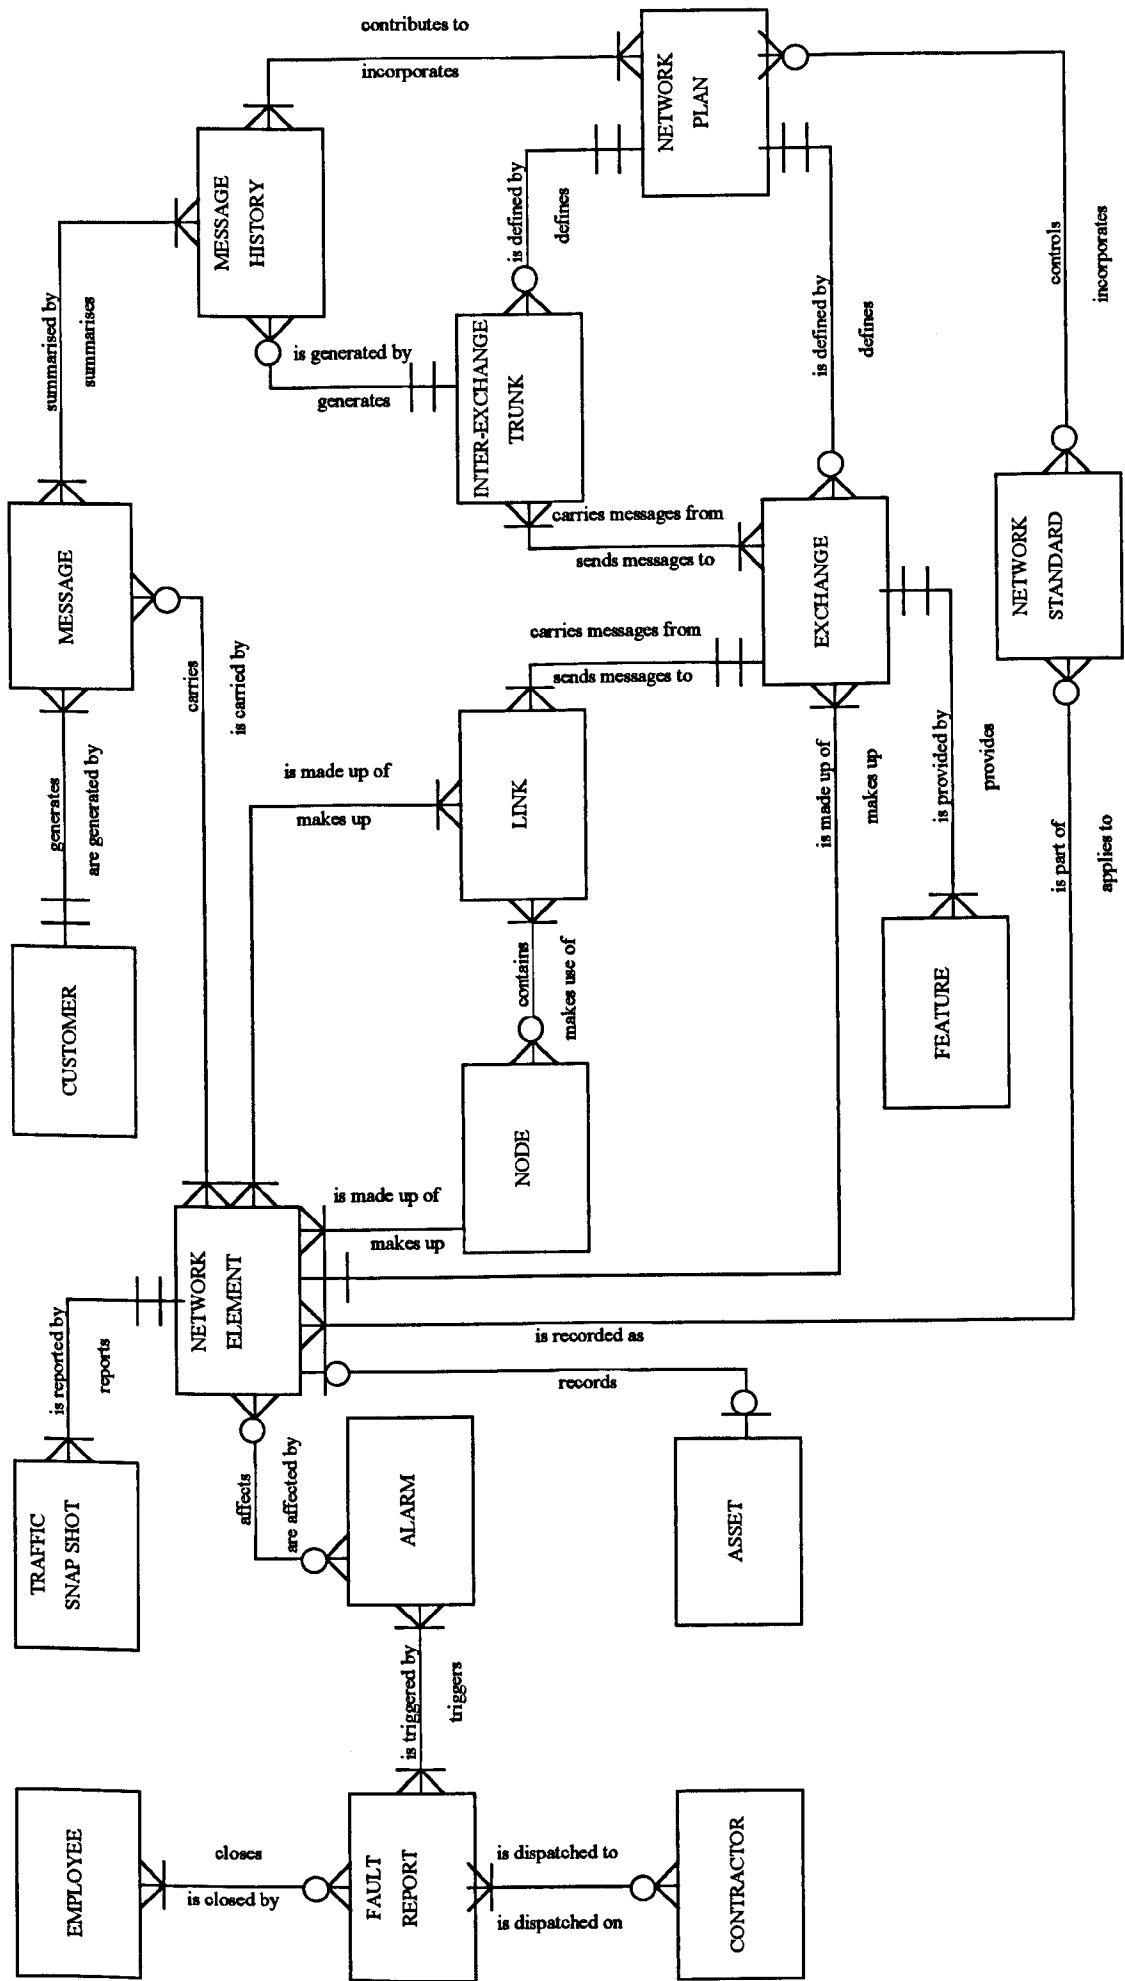 contributes to
incorporates
NETWORK
PLAN
MESSAGE
HISTORY
summarised by
summarises
is defined by
defines
is generated by
generates
INTER-EXCHANGE
TRUNK
is defined by
defines
controls
incorporates
MESSAGE
carries messages from
sends messages to
EXCHANGE
NETWORK
STANDARD
generates
are generated by
carries
is carried by
carries messages from
sends messages to
is made up of
makes up
LINK
is made up of
makes up
is provided by
provides
is part of
applies to
CUSTOMER
contains
makes use of
FEATURE
NODE
is made up of
makes up
NETWORK
ELEMENT
is reported by
reports
is recorded as
records
TRAFFIC
SNAP SHOT
affects
are affected by
ALARM
ASSET
is triggered by
triggers
EMPLOYEE
closes
is closed by
FAULT
REPORT
is dispatched to
is dispatched on
CONTRACTOR